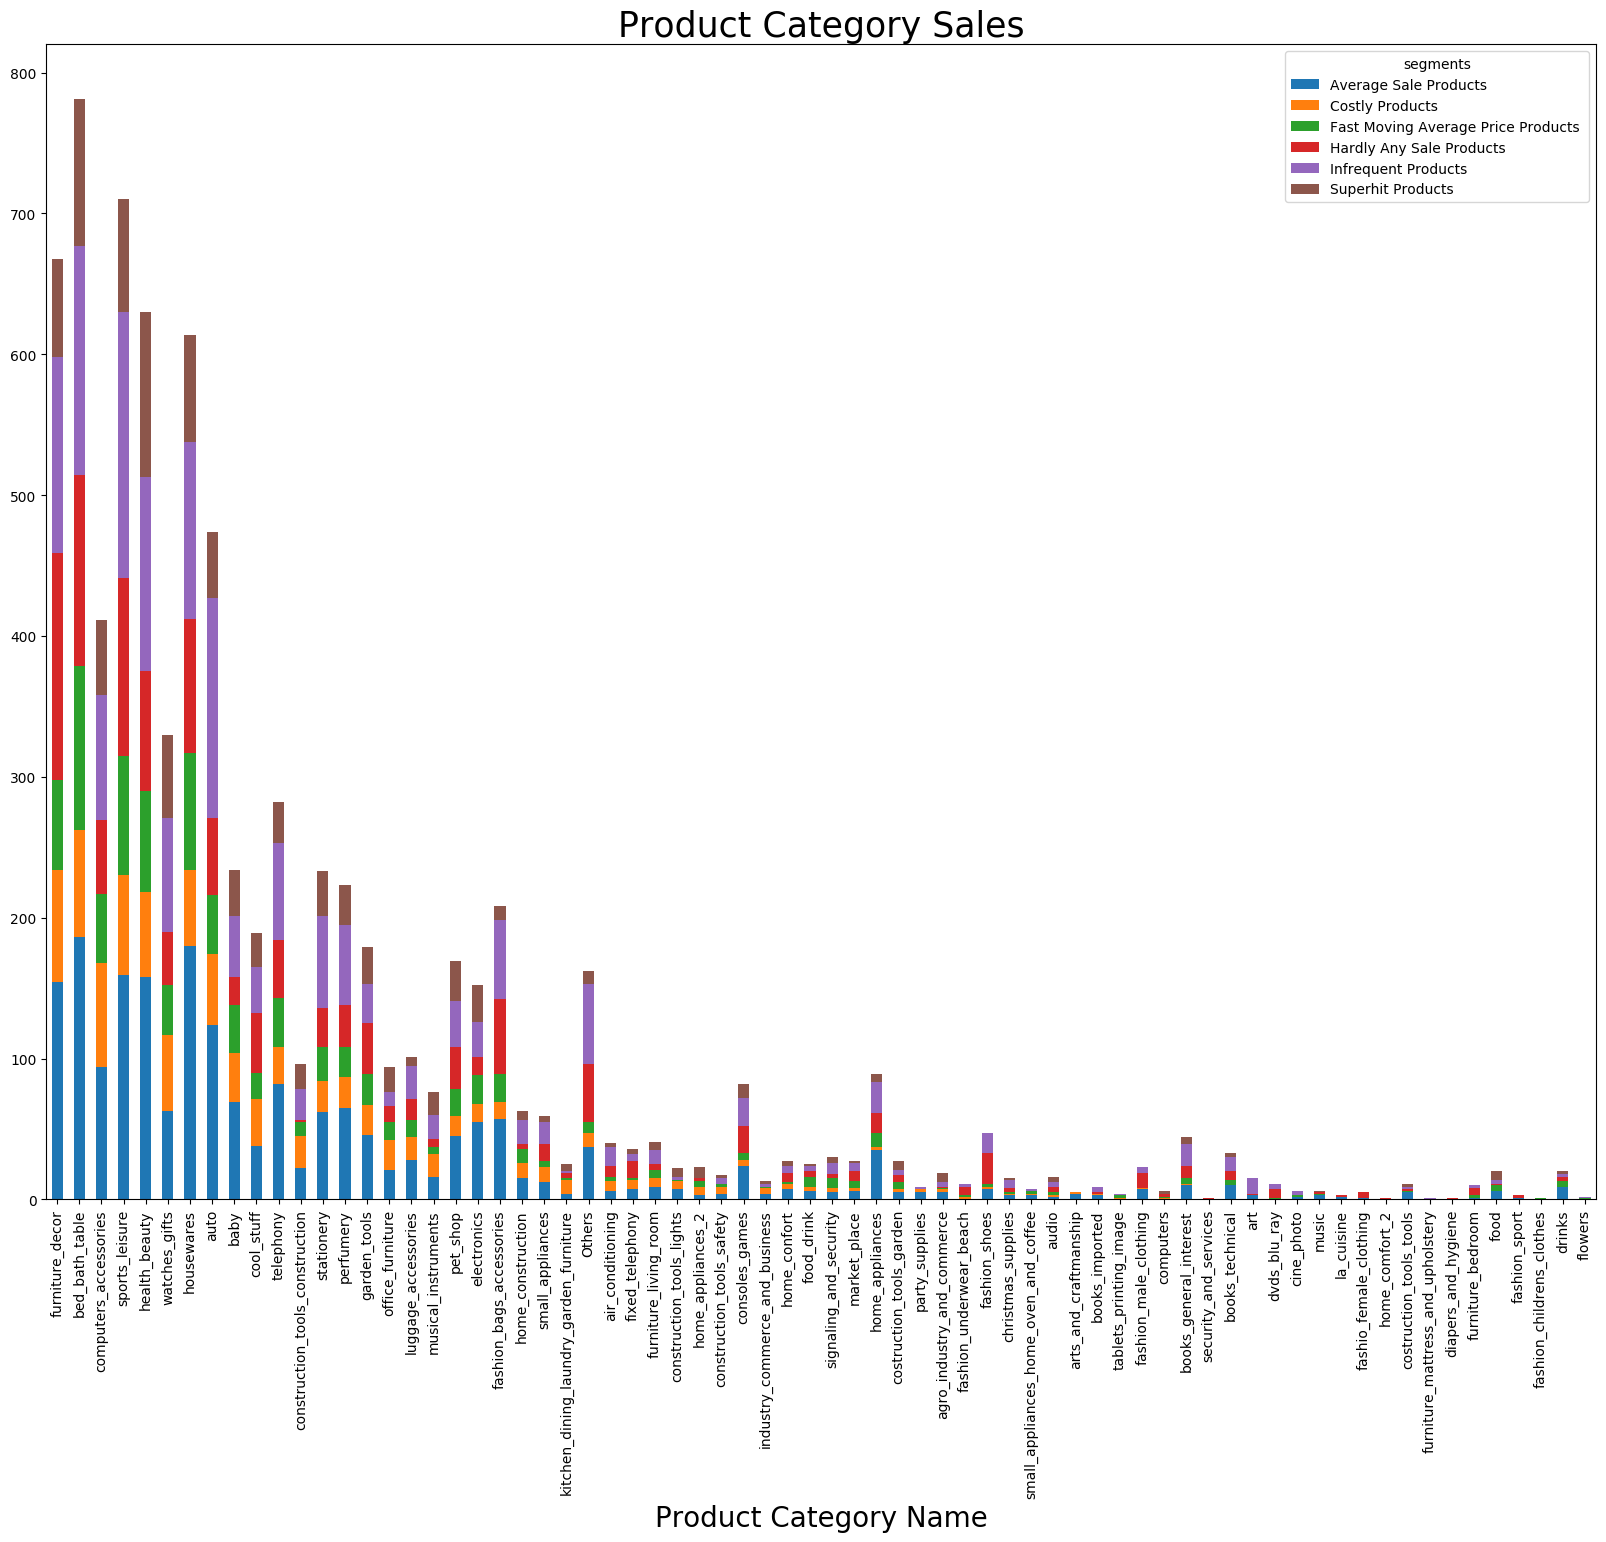 Product Category Sales
segments
Average Sale Products
Costly Products
Fast Moving Average Price Products
Hardly Any Sale Products
Infrequent Products
Superhit Products
800
700
600
500
400
300
200
100
0
furniture_decor
bed_bath_table
computers_accessories
sports_leisure
health_beauty
watches_gifts
housewares
auto
baby
cool_stuff
telephony
construction_tools_construction
stationery
perfumery
garden_tools
office_furniture
luggage_accessories
musical_instruments
pet_shop
electronics
fashion_bags_accessories
home_construction
small_appliances
kitchen_dining_laundry_garden_furniture
Others
air_conditioning
fixed_telephony
furniture_living_room
construction_tools_lights
home_appliances_2
construction_tools_safety
consoles_games
industry_commerce_and_business
home_confort
food_drink
signaling_and_security
market_place
home_appliances
costruction_tools_garden
party_supplies
agro_industry_and_commerce
fashion_underwear_beach
fashion_shoes
christmas_supplies
small_appliances_home_oven_and_coffee
audio
arts_and_craftmanship
books_imported
tablets_printing_image
fashion_male_clothing
computers
books_general_interest
security_and_services
books_technical
art
dvds_blu_ray
cine_photo
music
la_cuisine
fashio_female_clothing
home_comfort_2
costruction_tools_tools
furniture_mattress_and_upholstery
diapers_and_hygiene
furniture_bedroom
food
fashion_sport
fashion_childrens_clothes
drinks
flowers
Product Category Name